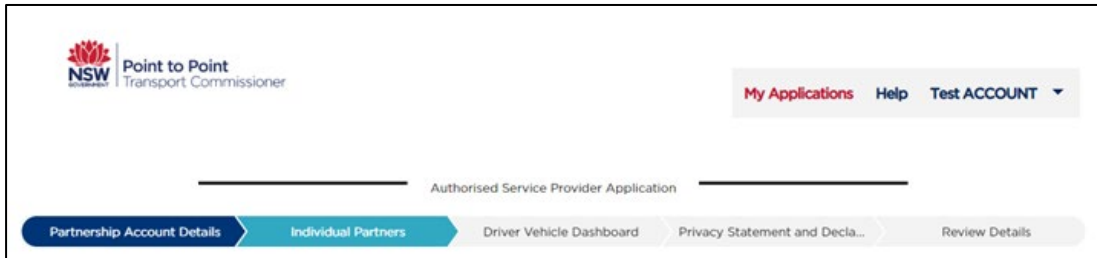 NSW
GOVERNMENT
Point to Point
Transport Commissioner
My Applications Help Test ACCOUNT
Authorised Service Provider Application
Partnership Account Details Individual Partners Driver Vehicle Dashboard Privacy Statement and Decla... Review Details